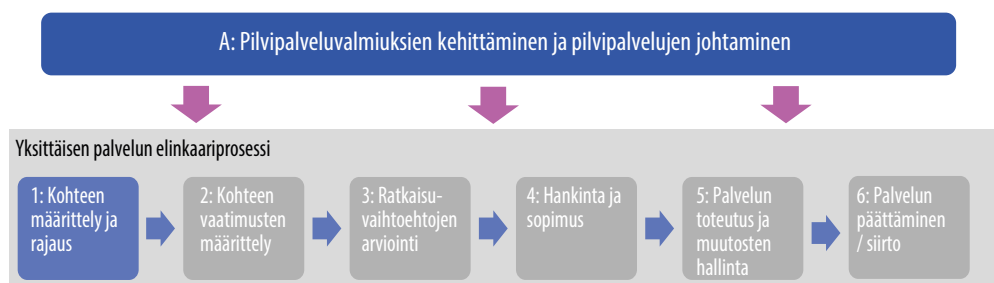 A: Pilvipalveluvalmiuksien kehittäminen ja pilvipalvelujen johtaminen
Yksittäisen palvelun elinkaariprosessi
1: Kohteen
määrittely ja
rajaus
2: Kohteen
vaatimusten
määrittely
3: Ratkaisu-
vaihtoehtojen
arviointi
4: Hankinta ja
sopimus
5: Palvelun
toteutus ja
muutosten
hallinta
6: Palvelun
päättäminen
/ siirto